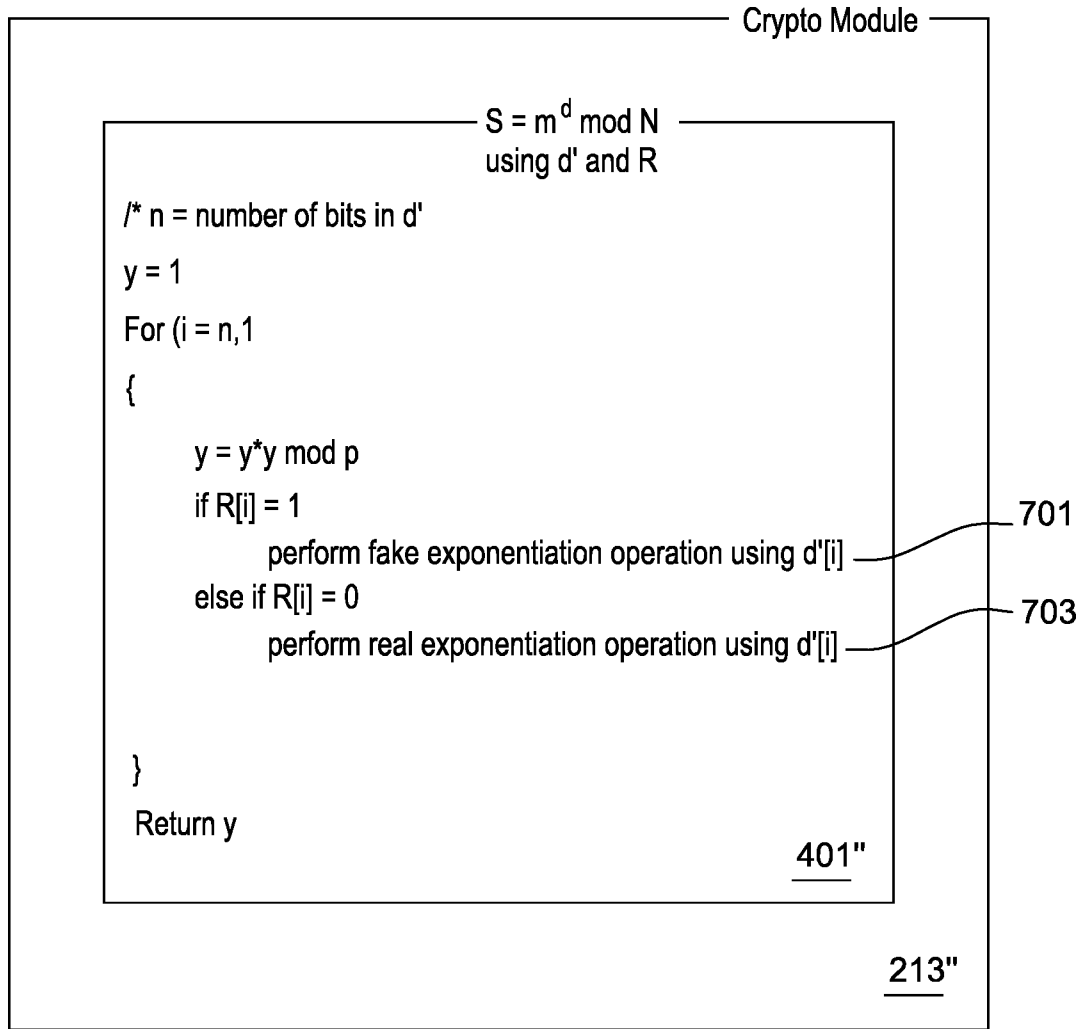 Crypto Module
S = m^d mod N
using d' and R
/* n = number of bits in d'
y = 1
For (i = n,1
{
y = y*y mod p
if R[i] = 1
perform fake exponentiation operation using d'[i]
701
else if R[i] = 0
703
perform real exponentiation operation using d'[i]
}
Return y
401"
213"